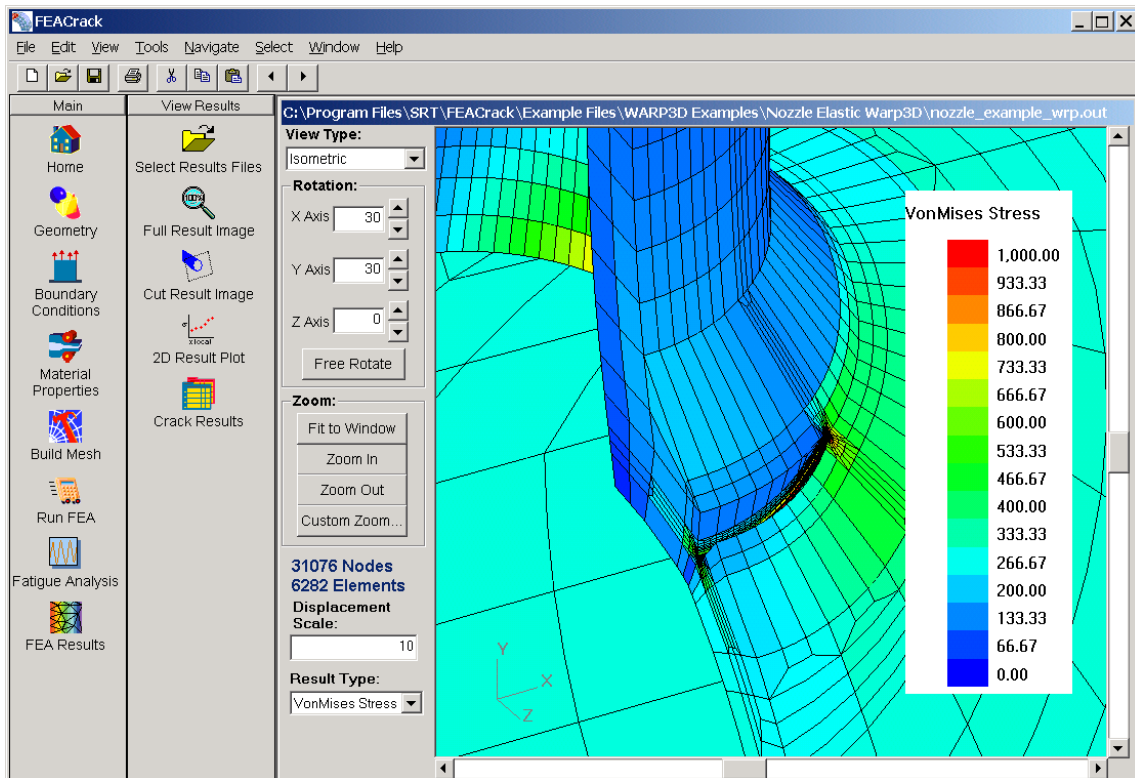 FEACrack
File Edit View Tools Navigate Select Window Help
Main
Home
Geometry
Boundary
Conditions
Material
Properties
Build Mesh
Run FEA
Fatigue Analysis
FEA Results
View Results
Select Results Files
100%
Full Result Image
Cut Result Image
x local
2D Result Plot
Crack Results
C:\Program Files\SRT\FEACrack\Example Files\WARP3D Examples\Nozzle Elastic Warp3D\nozzle_example_wrp.out
View Type:
Isometric
Rotation:
X Axis 30
Y Axis 30
Z Axis 0
Free Rotate
Zoom:
Fit to Window
Zoom In
Zoom Out
Custom Zoom...
31076 Nodes
6282 Elements
Displacement
Scale:
10
Result Type:
VonMises Stress
Y
X
Z
VonMises Stress
1,000.00
933.33
866.67
800.00
733.33
666.67
600.00
533.33
466.67
400.00
333.33
266.67
200.00
133.33
66.67
0.00